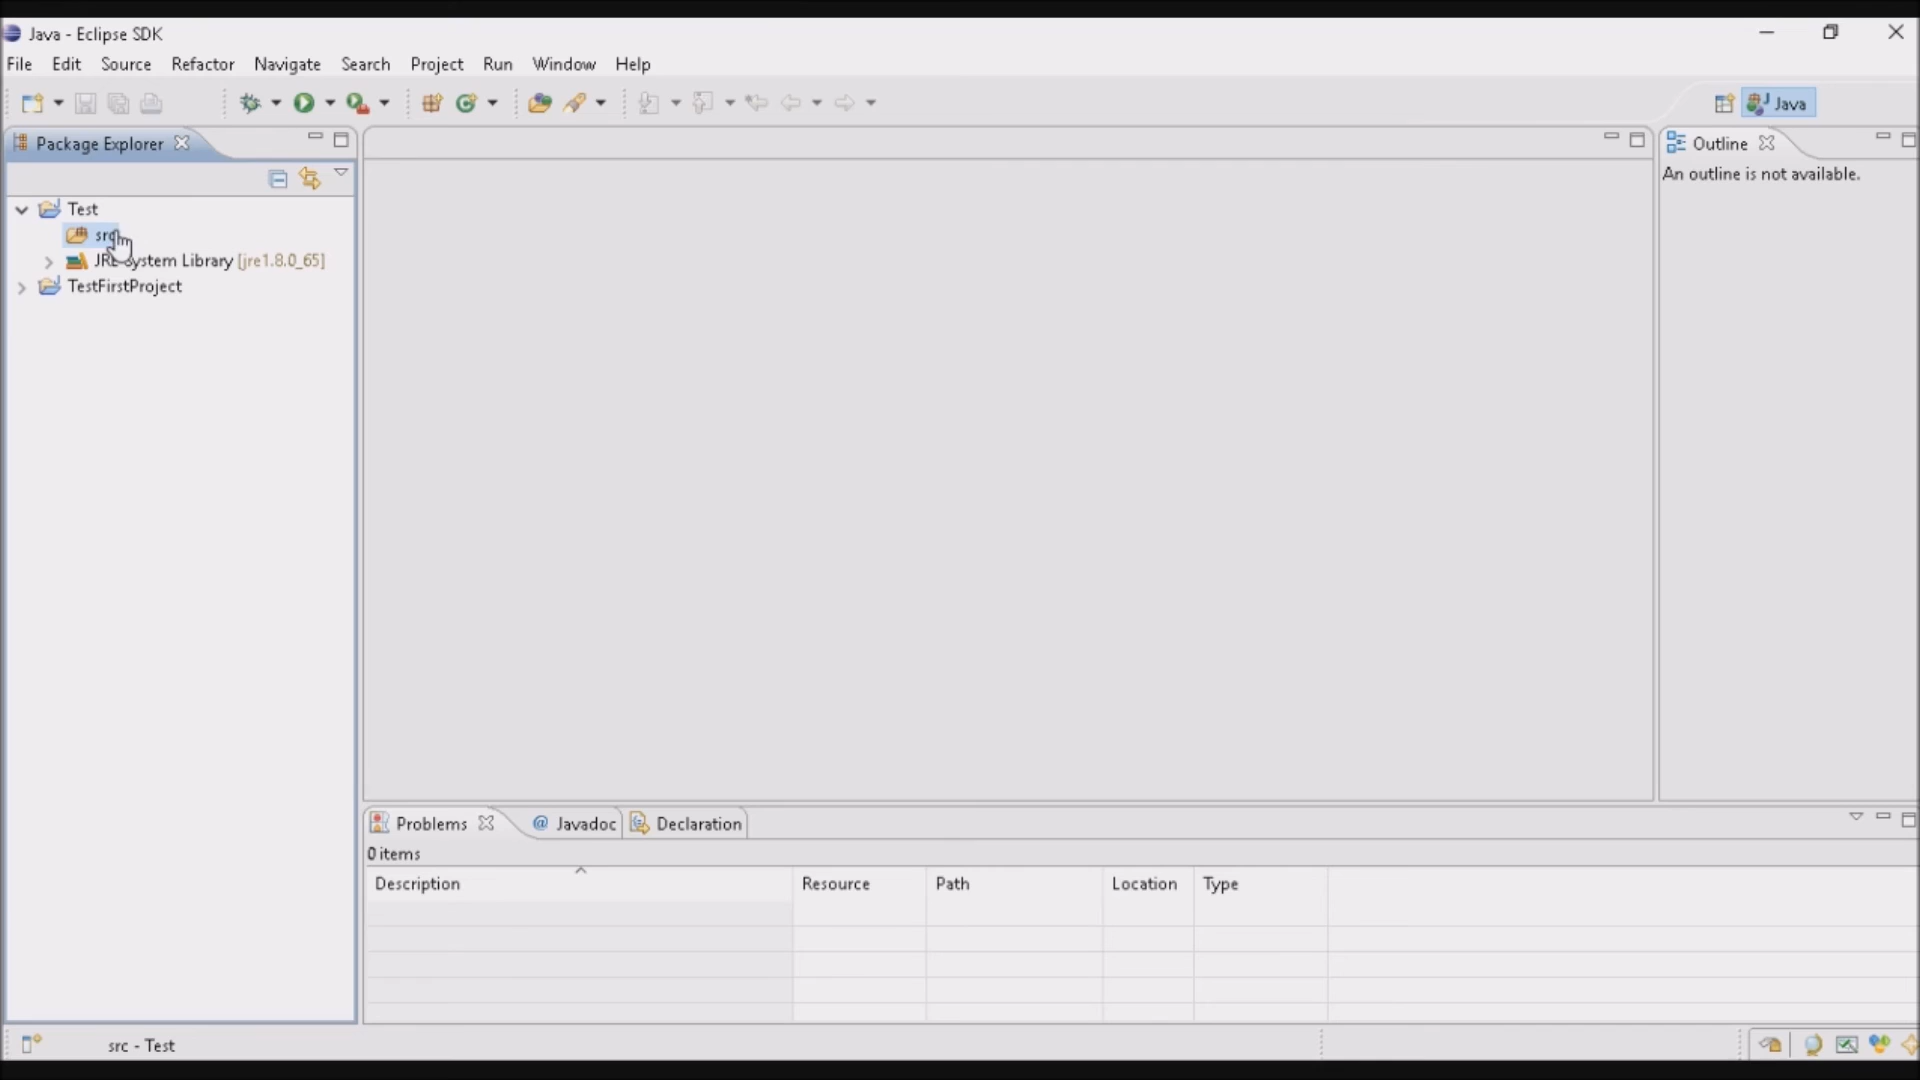 Java - Eclipse SDK
File Edit Source Refactor Navigate Search Project Run Window Help
Java
Package Explorer
Outline
An outline is not available.
Test
src
JRE System Library [jre1.8.0_65]
TestFirstProject
Problems @ Javadoc Declaration
0 items
Description Resource Path Location Type
src - Test